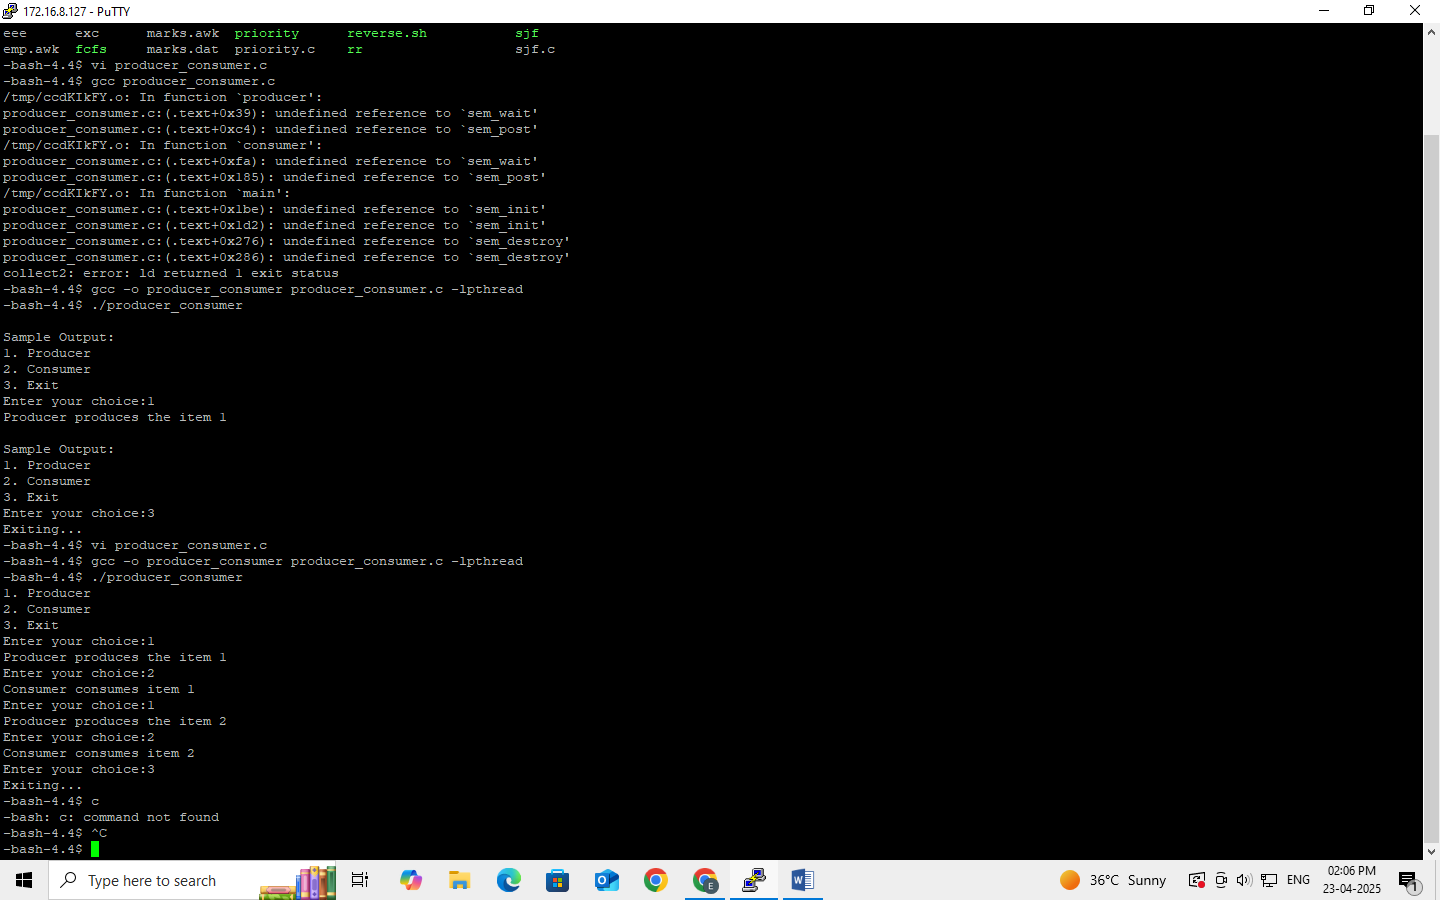 172.16.8.127 - PuTTY
eee exc marks.awk priority reverse.sh sjf
emp.awk fcfs marks.dat priority.c rr sjf.c
-bash-4.4$ vi producer_consumer.c
-bash-4.4$ gcc producer_consumer.c
/tmp/ccdKIkFY.o: In function `producer':
producer_consumer.c:(.text+0x39): undefined reference to `sem_wait'
producer_consumer.c:(.text+0xc4): undefined reference to `sem_post'
/tmp/ccdKIkFY.o: In function `consumer':
producer_consumer.c:(.text+0xfa): undefined reference to `sem_wait'
producer_consumer.c:(.text+0x185): undefined reference to `sem_post'
/tmp/ccdKIkFY.o: In function `main':
producer_consumer.c:(.text+0x1be): undefined reference to `sem_init'
producer_consumer.c:(.text+0x1d2): undefined reference to `sem_init'
producer_consumer.c:(.text+0x276): undefined reference to `sem_destroy'
producer_consumer.c:(.text+0x286): undefined reference to `sem_destroy'
collect2: error: ld returned 1 exit status
-bash-4.4$ gcc -o producer_consumer producer_consumer.c -lpthread
-bash-4.4$ ./producer_consumer
Sample Output:
1. Producer
2. Consumer
3. Exit
Enter your choice:1
Producer produces the item 1
Sample Output:
1. Producer
2. Consumer
3. Exit
Enter your choice:3
Exiting...
-bash-4.4$ vi producer_consumer.c
-bash-4.4$ gcc -o producer_consumer producer_consumer.c -lpthread
-bash-4.4$ ./producer_consumer
1. Producer
2. Consumer
3. Exit
Enter your choice:1
Producer produces the item 1
Enter your choice:2
Consumer consumes item 1
Enter your choice:1
Producer produces the item 2
Enter your choice:2
Consumer consumes item 2
Enter your choice:3
Exiting...
-bash-4.4$ c
-bash: c: command not found
-bash-4.4$ ^C
-bash-4.4$
Type here to search
36°C Sunny
ENG
02:06 PM
23-04-2025
1